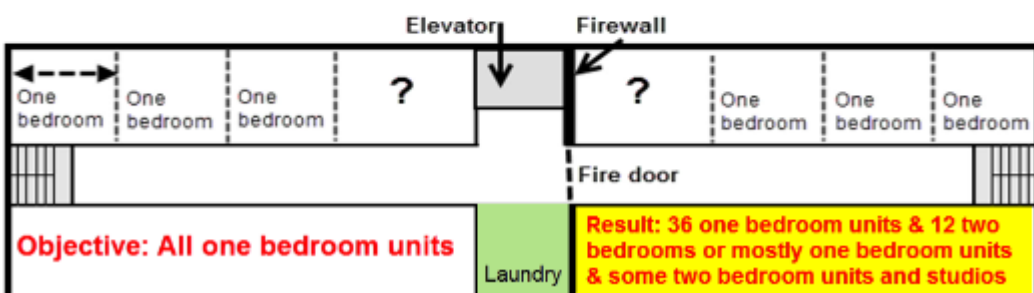 Elevator Firewall
? ?
One bedroom One bedroom One bedroom One bedroom One bedroom One bedroom
Fire door
Objective: All one bedroom units
Laundry
Result: 36 one bedroom units & 12 two
bedrooms or mostly one bedroom units
& some two bedroom units and studios